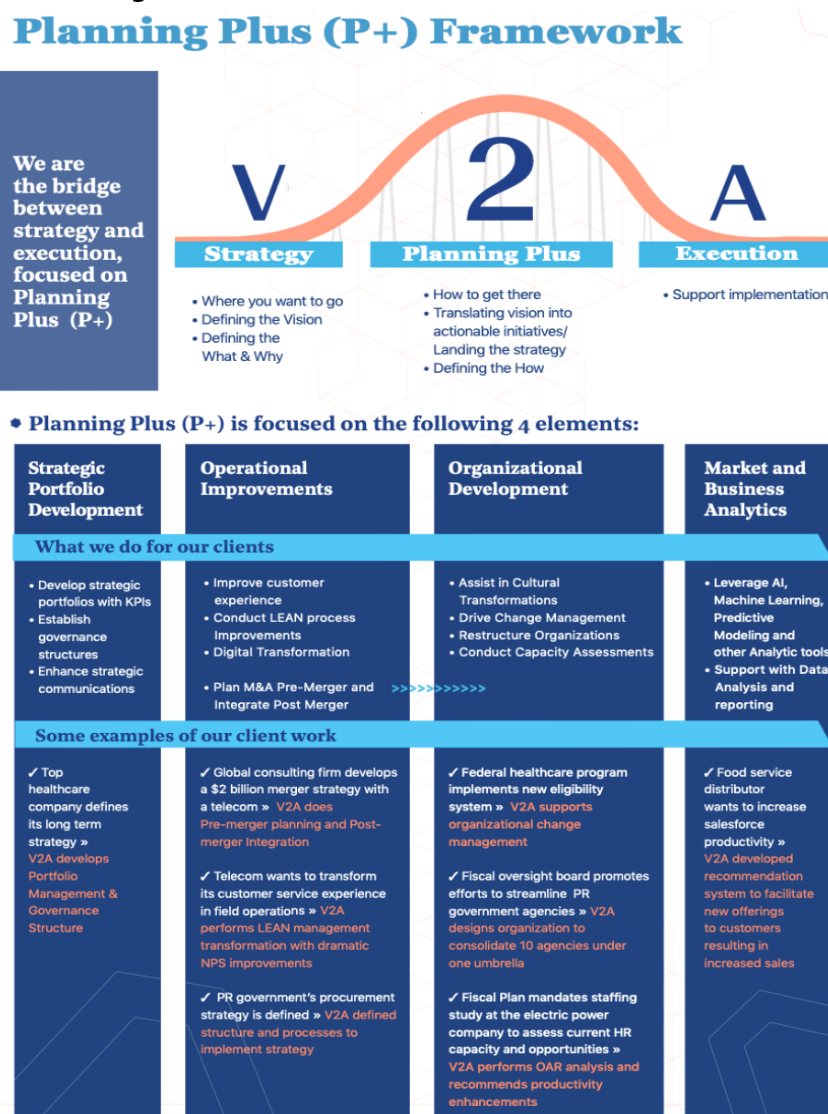 Planning Plus (P+) Framework
We are
the bridge
between
strategy and
execution,
focused on
Planning
Plus (P+)
V
2
A
Strategy
• Where you want to go
• Defining the Vision
• Defining the
What & Why
Planning Plus
• How to get there
• Translating vision into
actionable initiatives/
Landing the strategy
• Defining the How
Execution
• Support implementation
Planning Plus (P+) is focused on the following 4 elements:
Strategic
Portfolio
Development
Operational
Improvements
Organizational
Development
Market and
Business
Analytics
What we do for our clients
• Develop strategic
portfolios with KPIs
• Establish
governance
structures
• Enhance strategic
communications
• Improve customer
experience
• Conduct LEAN process
Improvements
• Digital Transformation
• Plan M&A Pre-Merger and
Integrate Post Merger
>>>>>>>>>>>
• Assist in Cultural
Transformations
• Drive Change Management
• Restructure Organizations
• Conduct Capacity Assessments
• Leverage AI,
Machine Learning,
Predictive
Modeling and
other Analytic tools
• Support with Data
Analysis and
reporting
Some examples of our client work
✓ Top
healthcare
company defines
its long term
strategy »
V2A develops
Portfolio
Management &
Governance
Structure
✓ Global consulting firm develops
a $2 billion merger strategy with
a telecom » V2A does
Pre-merger planning and Post-
merger Integration
✓ Telecom wants to transform
its customer service experience
in field operations » V2A
performs LEAN management
transformation with dramatic
NPS improvements
✓ PR government's procurement
strategy is defined » V2A defined
structure and processes to
implement strategy
✓ Federal healthcare program
implements new eligibility
system » V2A supports
organizational change
management
✓ Fiscal oversight board promotes
efforts to streamline PR
government agencies » V2A
designs organization to
consolidate 10 agencies under
one umbrella
✓ Fiscal Plan mandates staffing
study at the electric power
company to assess current HR
capacity and opportunities »
V2A performs OAR analysis and
recommends productivity
enhancements
✓ Food service
distributor
wants to increase
salesforce
productivity »
V2A developed
recommendation
system to facilitate
new offerings
to customers
resulting in
increased sales